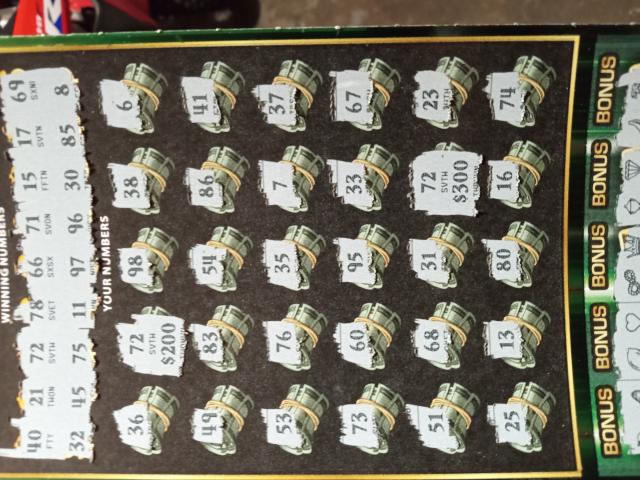 WINNING NUMBERS
40 21 72 78 66 71 15 17 69
FTY TWON SVTH SVET SXSX SVON FFTN SVTN SXNI
32 45 75 11 97 96 30 85 8
YOUR NUMBERS
36 72 98 38 6
SVTH
$200
49 83 54 86 41
53 76 35 7 37
73 60 95 33 67
51 68 31 72 23
SVTH
$300
25 13 80 16 74
BONUS BONUS BONUS BONUS BONUS